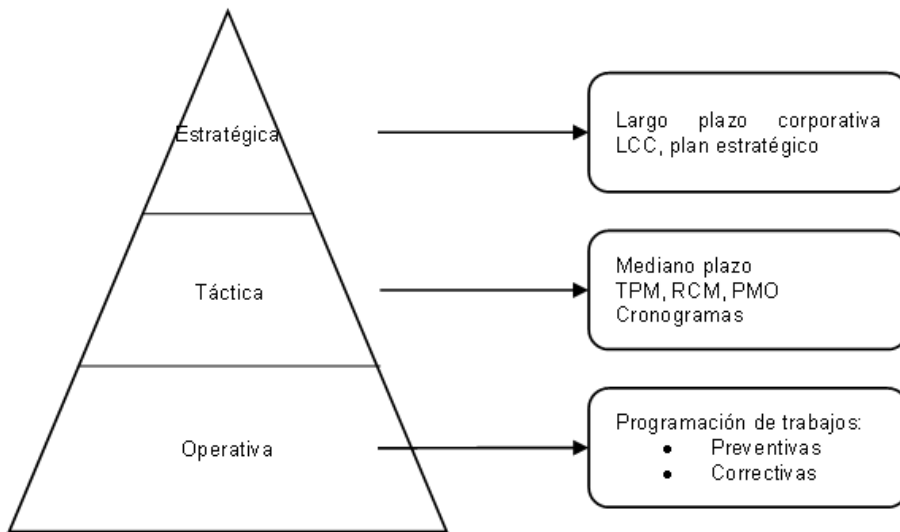 Estratégica
Largo plazo corporativa
LCC, plan estratégico
Táctica
Mediano plazo
TPM, RCM, PMO
Cronogramas
Operativa
Programación de trabajos:
• Preventivas
• Correctivas